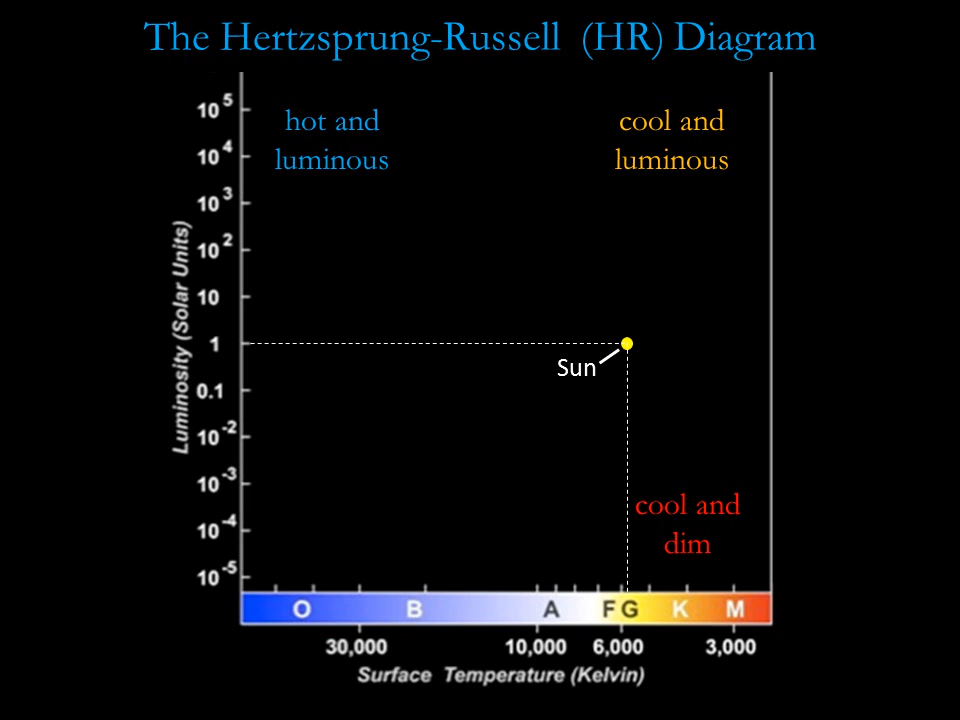 The Hertzsprung-Russell (HR) Diagram
hot and
luminous
cool and
luminous
Luminosity (Solar Units)
10⁵
10⁴
10³
10²
10
1
0.1
10⁻²
10⁻³
10⁻⁴
10⁻⁵
Sun
cool and
dim
O B A F G K M
30,000 10,000 6,000 3,000
Surface Temperature (Kelvin)